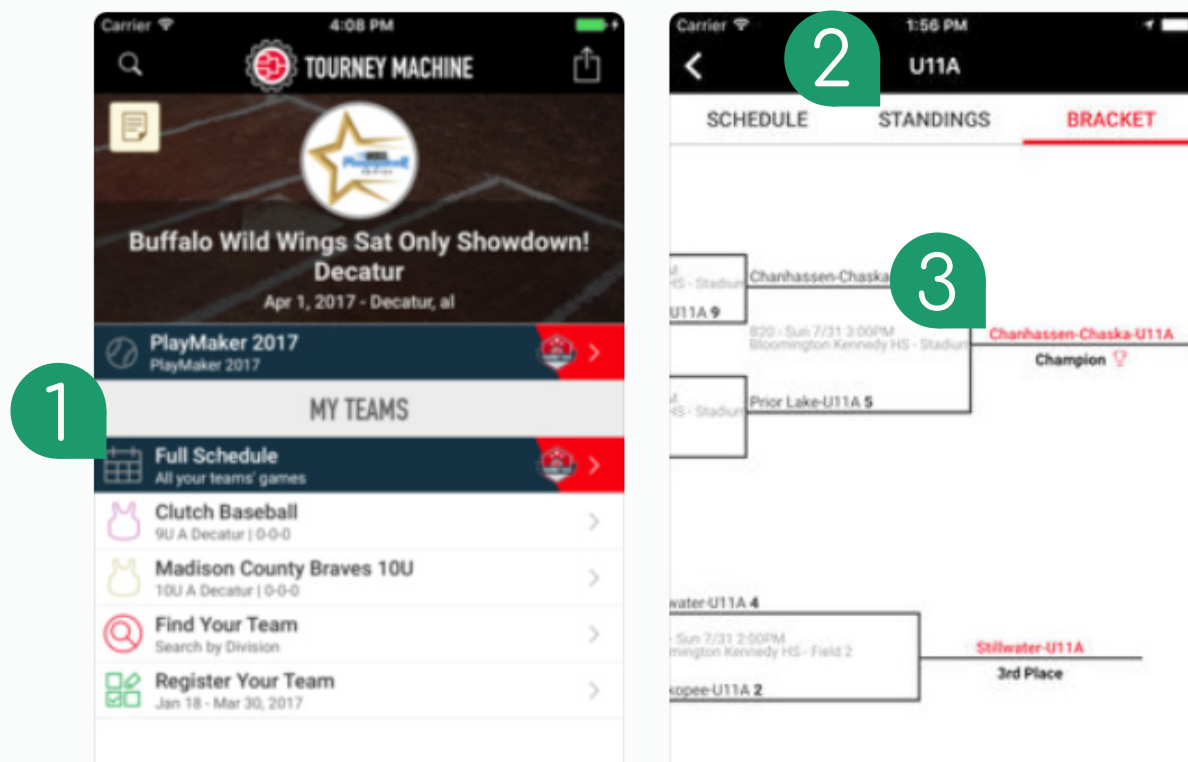 Carrier 4:08 PM
TOURNEY MACHINE
Buffalo Wild Wings Sat Only Showdown!
Decatur
Apr 1, 2017 - Decatur, al
PlayMaker 2017
PlayMaker 2017
1
MY TEAMS
Full Schedule
All your teams' games
Clutch Baseball
9U A Decatur | 0-0-0
Madison County Braves 10U
10U A Decatur | 0-0-0
Find Your Team
Search by Division
Register Your Team
Jan 18 - Mar 30, 2017
Carrier 1:56 PM
2
U11A
SCHEDULE STANDINGS BRACKET
Chanhassen-Chaska
HS - Stadium
3
U11A 9
820 - Sun 7/31 3:00PM
Bloomington Kennedy HS - Stadium
Chanhassen-Chaska-U11A
Champion
Prior Lake-U11A 5
HS - Stadium
water-U11A 4
- Sun 7/31 2:00PM
mington Kennedy HS - Field 2
Stillwater-U11A
3rd Place
kopee-U11A 2